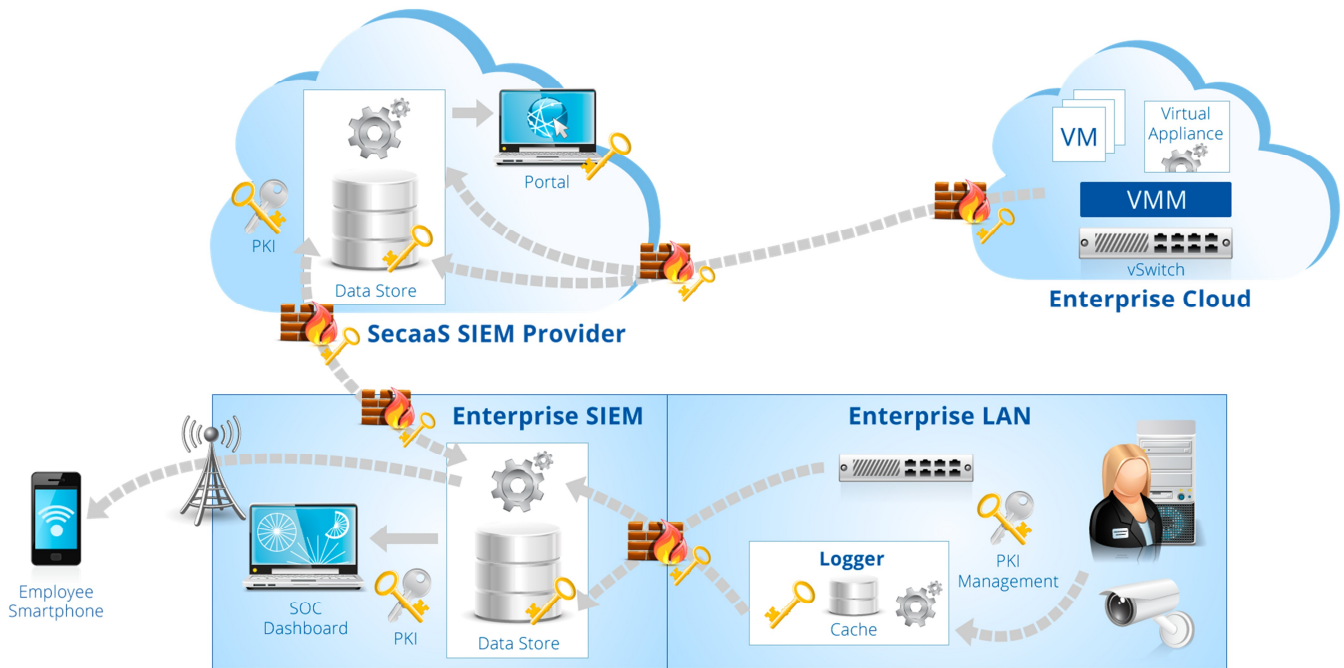 VM
Virtual
Appliance
Portal
VMM
PKI
vSwitch
Data Store
Enterprise Cloud
SecaaS SIEM Provider
Enterprise SIEM
Enterprise LAN
Logger
PKI
Management
Employee
Smartphone
SOC
Dashboard
PKI
Data Store
Cache